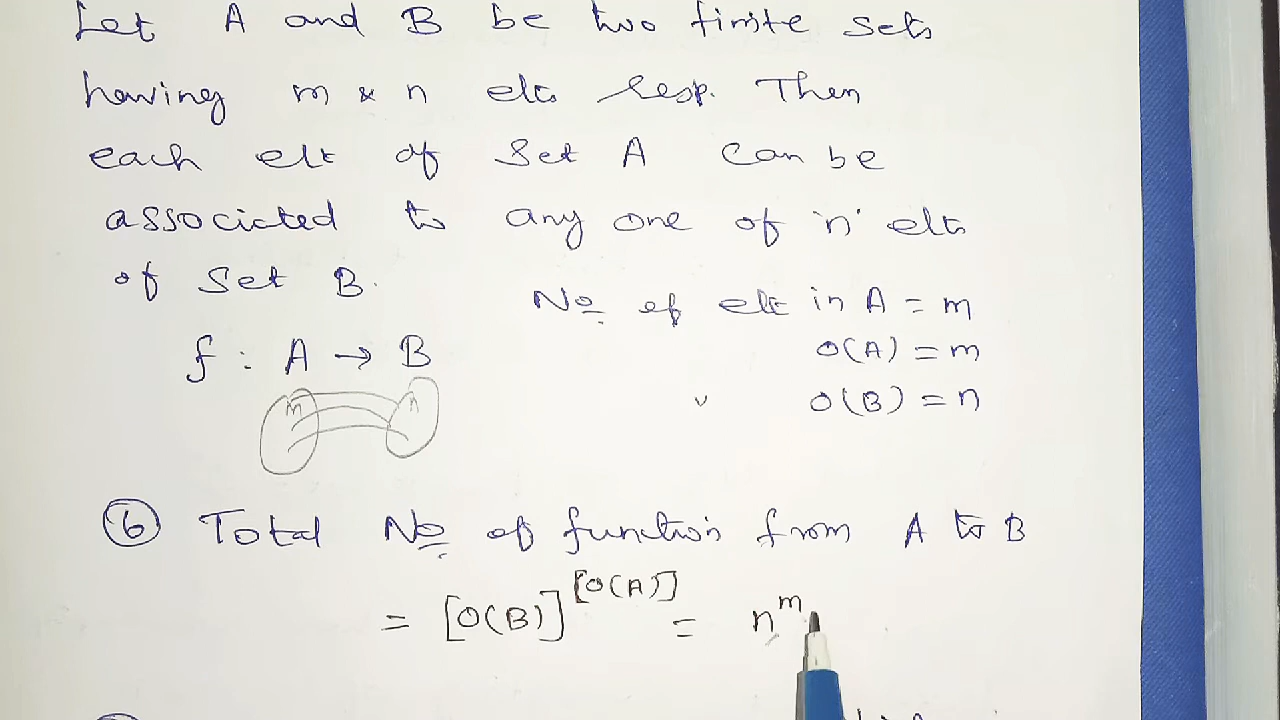 Let A and B be two finite sets
having m & n elts resp. Then
each elt of Set A can be
associated to any one of 'n' elts
of Set B.
No. of elt in A = m
O(A) = m
O(B) = n
f : A → B
m n
⑥ Total No. of function's from A to B
= [O(B)]^[O(A)] = n^m